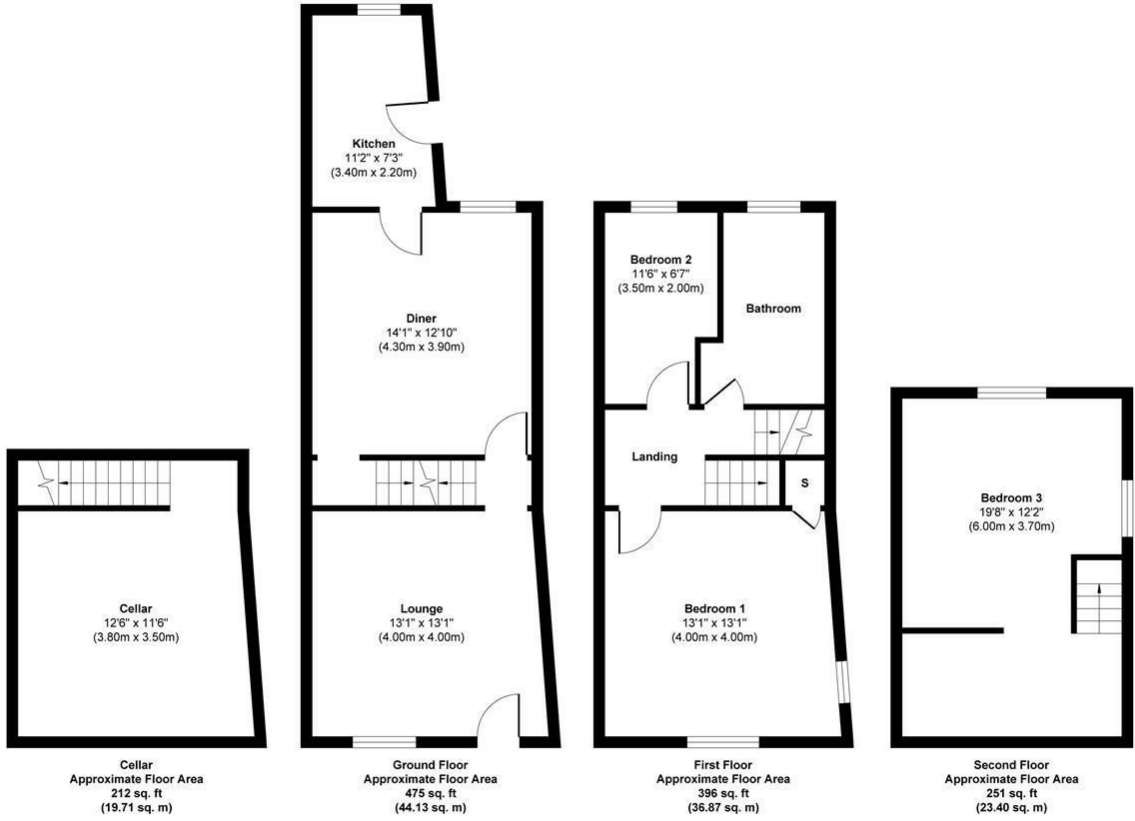 Kitchen
11'2" x 7'3"
(3.40m x 2.20m)
Diner
14'1" x 12'10"
(4.30m x 3.90m)
Lounge
13'1" x 13'1"
(4.00m x 4.00m)
Cellar
12'6" x 11'6"
(3.80m x 3.50m)
Bedroom 2
11'6" x 6'7"
(3.50m x 2.00m)
Bathroom
Landing
S
Bedroom 1
13'1" x 13'1"
(4.00m x 4.00m)
Bedroom 3
19'8" x 12'2"
(6.00m x 3.70m)
Cellar
Approximate Floor Area
212 sq. ft
(19.71 sq. m)
Ground Floor
Approximate Floor Area
475 sq. ft
(44.13 sq. m)
First Floor
Approximate Floor Area
396 sq. ft
(36.87 sq. m)
Second Floor
Approximate Floor Area
251 sq. ft
(23.40 sq. m)